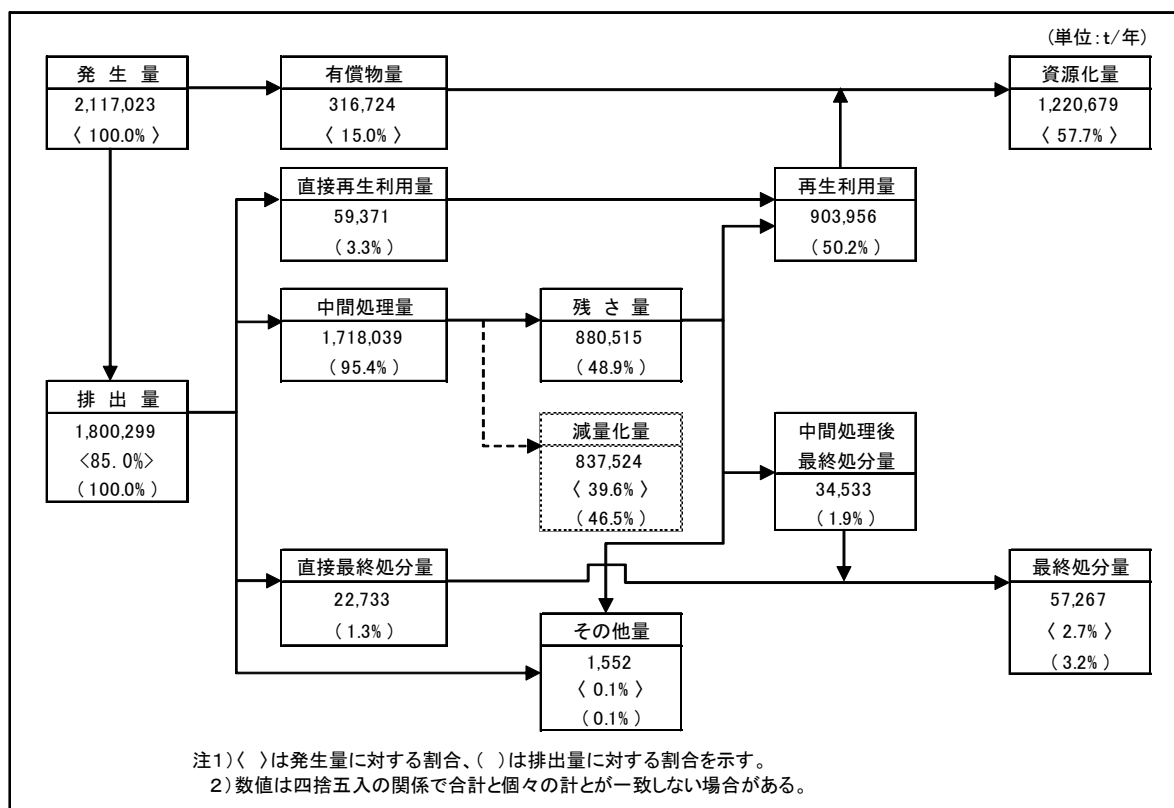 (単位:t/年)
発 生 量
2,117,023
〈 100.0% 〉
有償物量
316,724
〈 15.0% 〉
資源化量
1,220,679
〈 57.7% 〉
直接再生利用量
59,371
( 3.3% )
再生利用量
903,956
( 50.2% )
中間処理量
1,718,039
( 95.4% )
残 さ 量
880,515
( 48.9% )
排 出 量
1,800,299
<85.0%>
( 100.0% )
減量化量
837,524
〈 39.6% 〉
( 46.5% )
中間処理後
最終処分量
34,533
( 1.9% )
直接最終処分量
22,733
( 1.3% )
最終処分量
57,267
〈 2.7% 〉
( 3.2% )
その他量
1,552
〈 0.1% 〉
( 0.1% )
注1)〈 〉は発生量に対する割合、( )は排出量に対する割合を示す。
2)数値は四捨五入の関係で合計と個々の計とが一致しない場合がある。